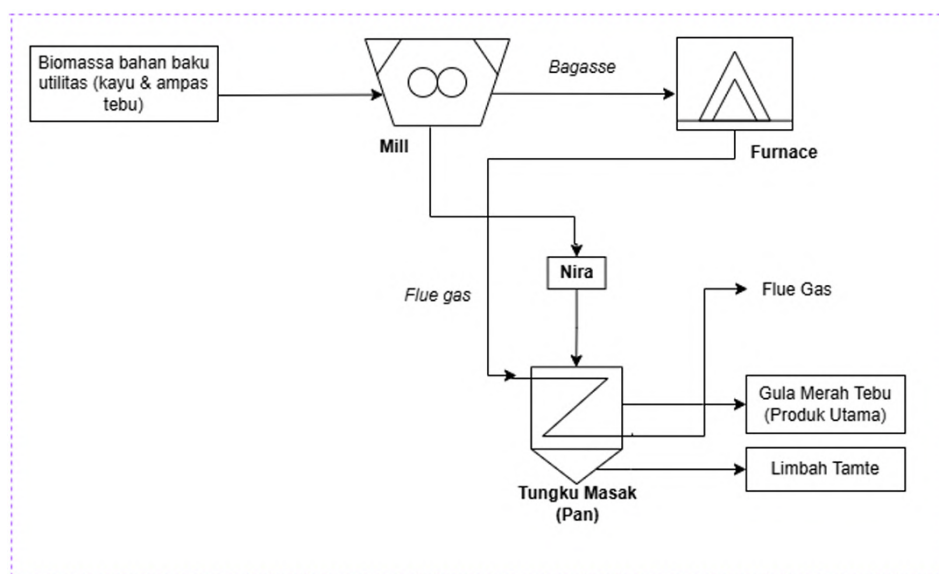 Biomassa bahan baku
utilitas (kayu & ampas
tebu)
Bagasse
Mill
Furnace
Nira
Flue gas
Flue Gas
Gula Merah Tebu
(Produk Utama)
Limbah Tamte
Tungku Masak
(Pan)